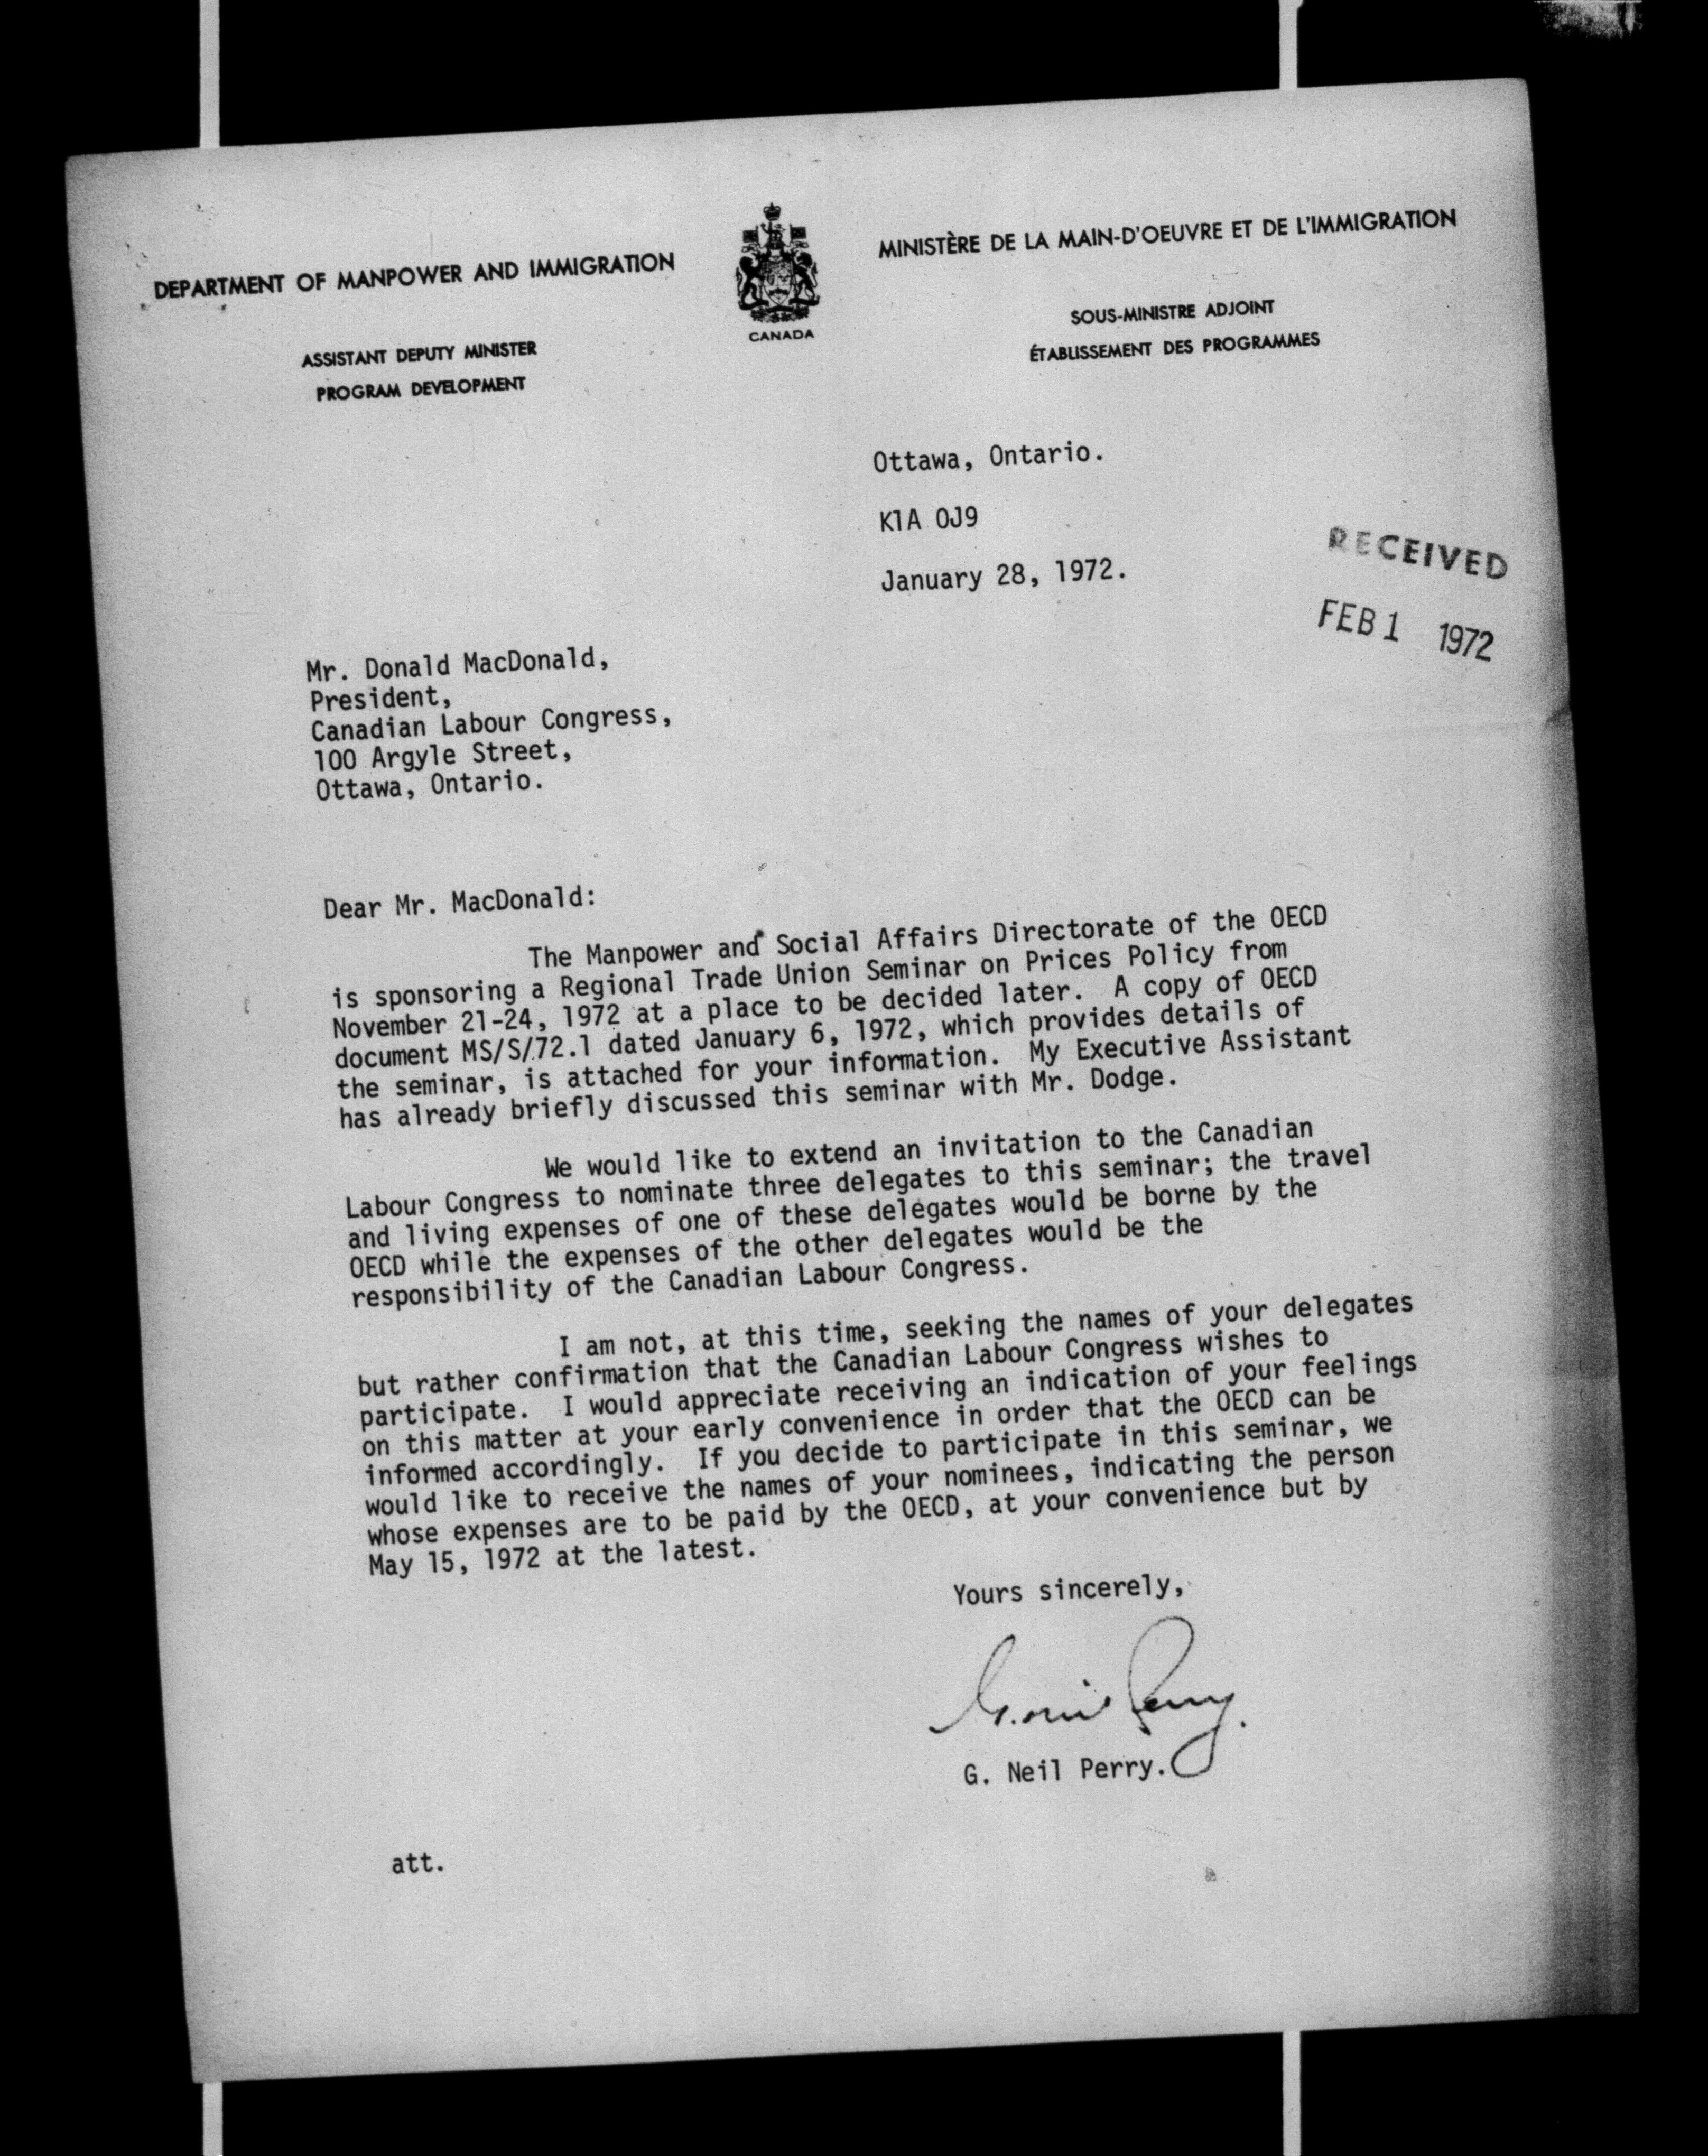 DEPARTMENT OF MANPOWER AND IMMIGRATION
ASSISTANT DEPUTY MINISTER
PROGRAM DEVELOPMENT
CANADA
MINISTÈRE DE LA MAIN-D'OEUVRE ET DE L'IMMIGRATION
SOUS-MINISTRE ADJOINT
ÉTABLISSEMENT DES PROGRAMMES
Ottawa, Ontario.
K1A 0J9
January 28, 1972.
RECEIVED
FEB 1 1972
Mr. Donald MacDonald,
President,
Canadian Labour Congress,
100 Argyle Street,
Ottawa, Ontario.
Dear Mr. MacDonald:
The Manpower and Social Affairs Directorate of the OECD
is sponsoring a Regional Trade Union Seminar on Prices Policy from
November 21-24, 1972 at a place to be decided later. A copy of OECD
document MS/S/72.1 dated January 6, 1972, which provides details of
the seminar, is attached for your information. My Executive Assistant
has already briefly discussed this seminar with Mr. Dodge.
We would like to extend an invitation to the Canadian
Labour Congress to nominate three delegates to this seminar; the travel
and living expenses of one of these delegates would be borne by the
OECD while the expenses of the other delegates would be the
responsibility of the Canadian Labour Congress.
I am not, at this time, seeking the names of your delegates
but rather confirmation that the Canadian Labour Congress wishes to
participate. I would appreciate receiving an indication of your feelings
on this matter at your early convenience in order that the OECD can be
informed accordingly. If you decide to participate in this seminar, we
would like to receive the names of your nominees, indicating the person
whose expenses are to be paid by the OECD, at your convenience but by
May 15, 1972 at the latest.
Yours sincerely,
G. Neil Perry.
G. Neil Perry.
att.